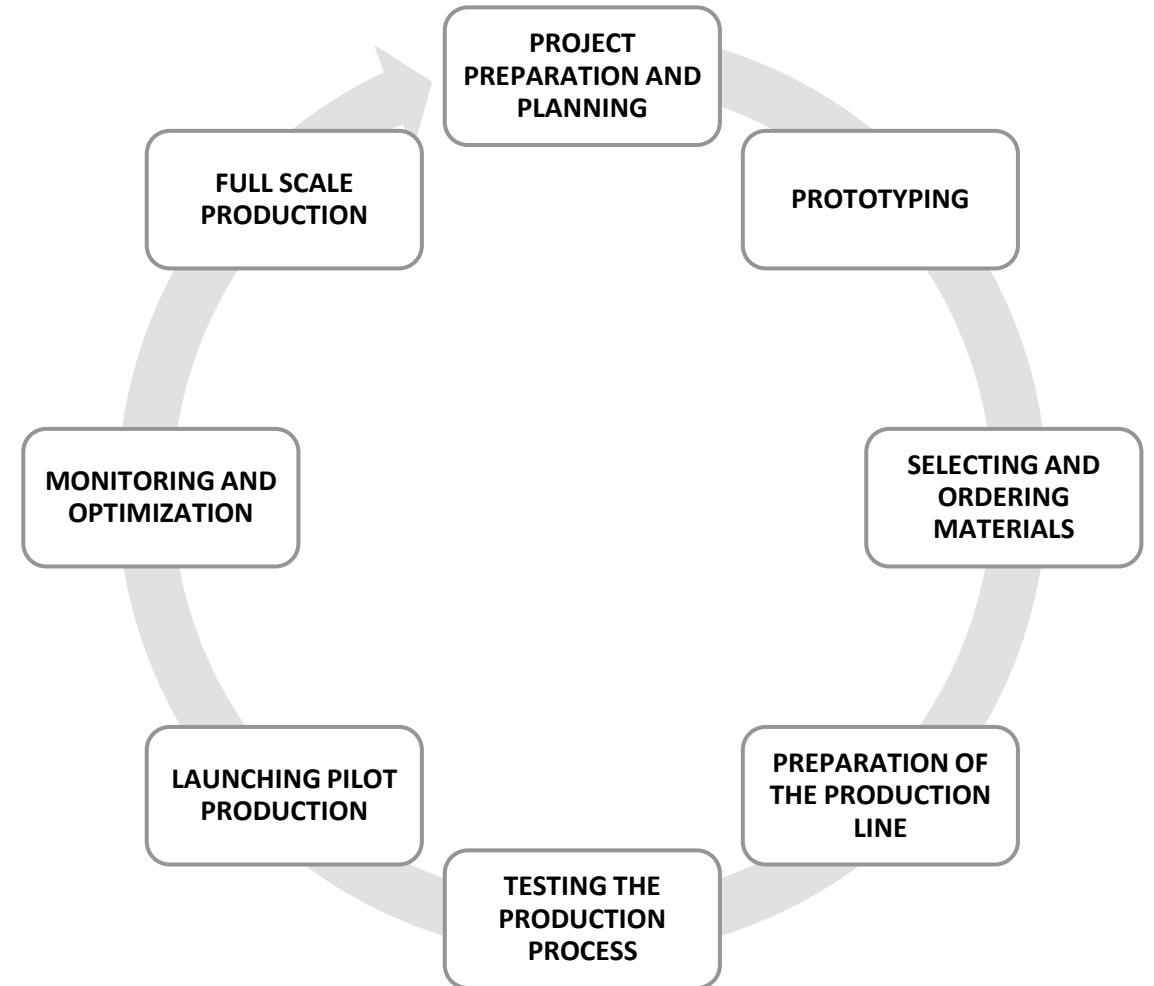 PROJECT
PREPARATION AND
PLANNING
PROTOTYPING
SELECTING AND
ORDERING
MATERIALS
PREPARATION OF
THE PRODUCTION
LINE
TESTING THE
PRODUCTION
PROCESS
LAUNCHING PILOT
PRODUCTION
MONITORING AND
OPTIMIZATION
FULL SCALE
PRODUCTION